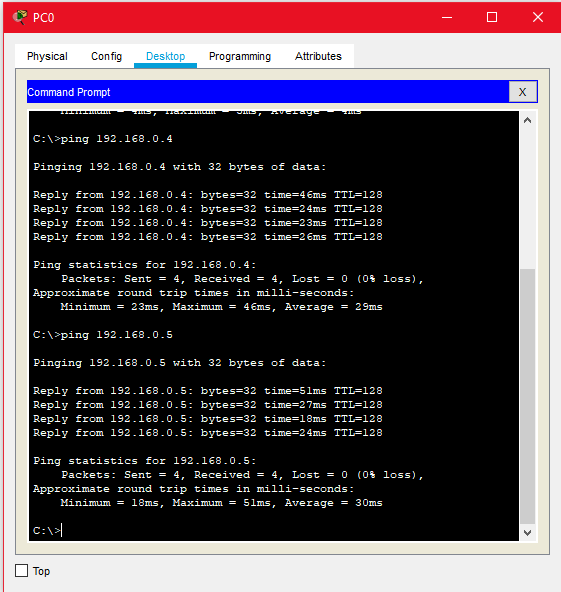 PC0
Physical Config Desktop Programming Attributes
Command Prompt X
Minimum = 4ms, Maximum = 5ms, Average = 4ms
C:\>ping 192.168.0.4
Pinging 192.168.0.4 with 32 bytes of data:
Reply from 192.168.0.4: bytes=32 time=46ms TTL=128
Reply from 192.168.0.4: bytes=32 time=24ms TTL=128
Reply from 192.168.0.4: bytes=32 time=23ms TTL=128
Reply from 192.168.0.4: bytes=32 time=26ms TTL=128
Ping statistics for 192.168.0.4:
Packets: Sent = 4, Received = 4, Lost = 0 (0% loss),
Approximate round trip times in milli-seconds:
Minimum = 23ms, Maximum = 46ms, Average = 29ms
C:\>ping 192.168.0.5
Pinging 192.168.0.5 with 32 bytes of data:
Reply from 192.168.0.5: bytes=32 time=51ms TTL=128
Reply from 192.168.0.5: bytes=32 time=27ms TTL=128
Reply from 192.168.0.5: bytes=32 time=18ms TTL=128
Reply from 192.168.0.5: bytes=32 time=24ms TTL=128
Ping statistics for 192.168.0.5:
Packets: Sent = 4, Received = 4, Lost = 0 (0% loss),
Approximate round trip times in milli-seconds:
Minimum = 18ms, Maximum = 51ms, Average = 30ms
C:\>
Top